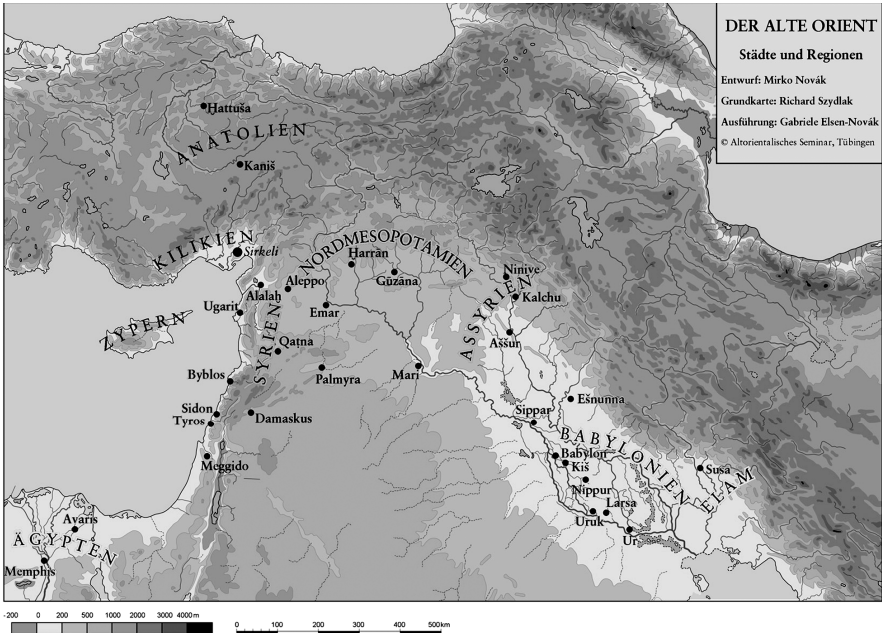 DER ALTE ORIENT
Städte und Regionen
Entwurf: Mirko Novák
Grundkarte: Richard Szydlak
Ausführung: Gabriele Elsen-Novák
© Altorientalisches Seminar, Tübingen
Hattuša
ANATOLIEN
Kaniš
KILIKIEN
Sirkeli
NORDMESOPOTAMIEN
Ḫarrān
Gūzāna
Aleppo
Alalaḫ
Emar
Ugarit
ZYPERN
SYRIEN
Qaṭna
Palmyra
Mari
Byblos
Sidon
Tyros
Damaskus
Meggido
Ninive
Kalchu
ASSYRIEN
Aššur
Ešnunna
Sippar
BABYLONIEN
Babylon
Kiš
Nippur
Susa
ELAM
Larsa
Uruk
Ur
Avaris
ÄGYPTEN
Memphis
-200 0 200 500 1000 2000 3000 4000m
0 100 200 300 400 500km